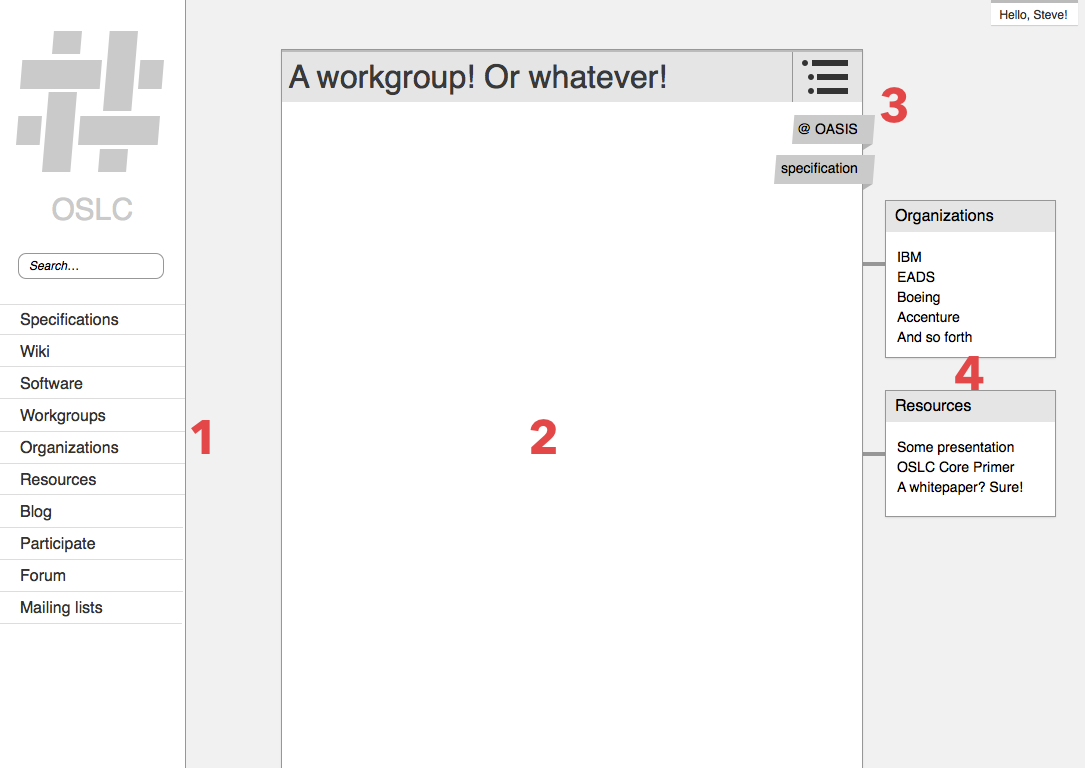 Hello, Steve!
OSLC
Search...
Specifications
Wiki
Software
Workgroups
Organizations
Resources
Blog
Participate
Forum
Mailing lists
1
A workgroup! Or whatever!
2
3
@ OASIS
specification
Organizations
IBM
EADS
Boeing
Accenture
And so forth
4
Resources
Some presentation
OSLC Core Primer
A whitepaper? Sure!